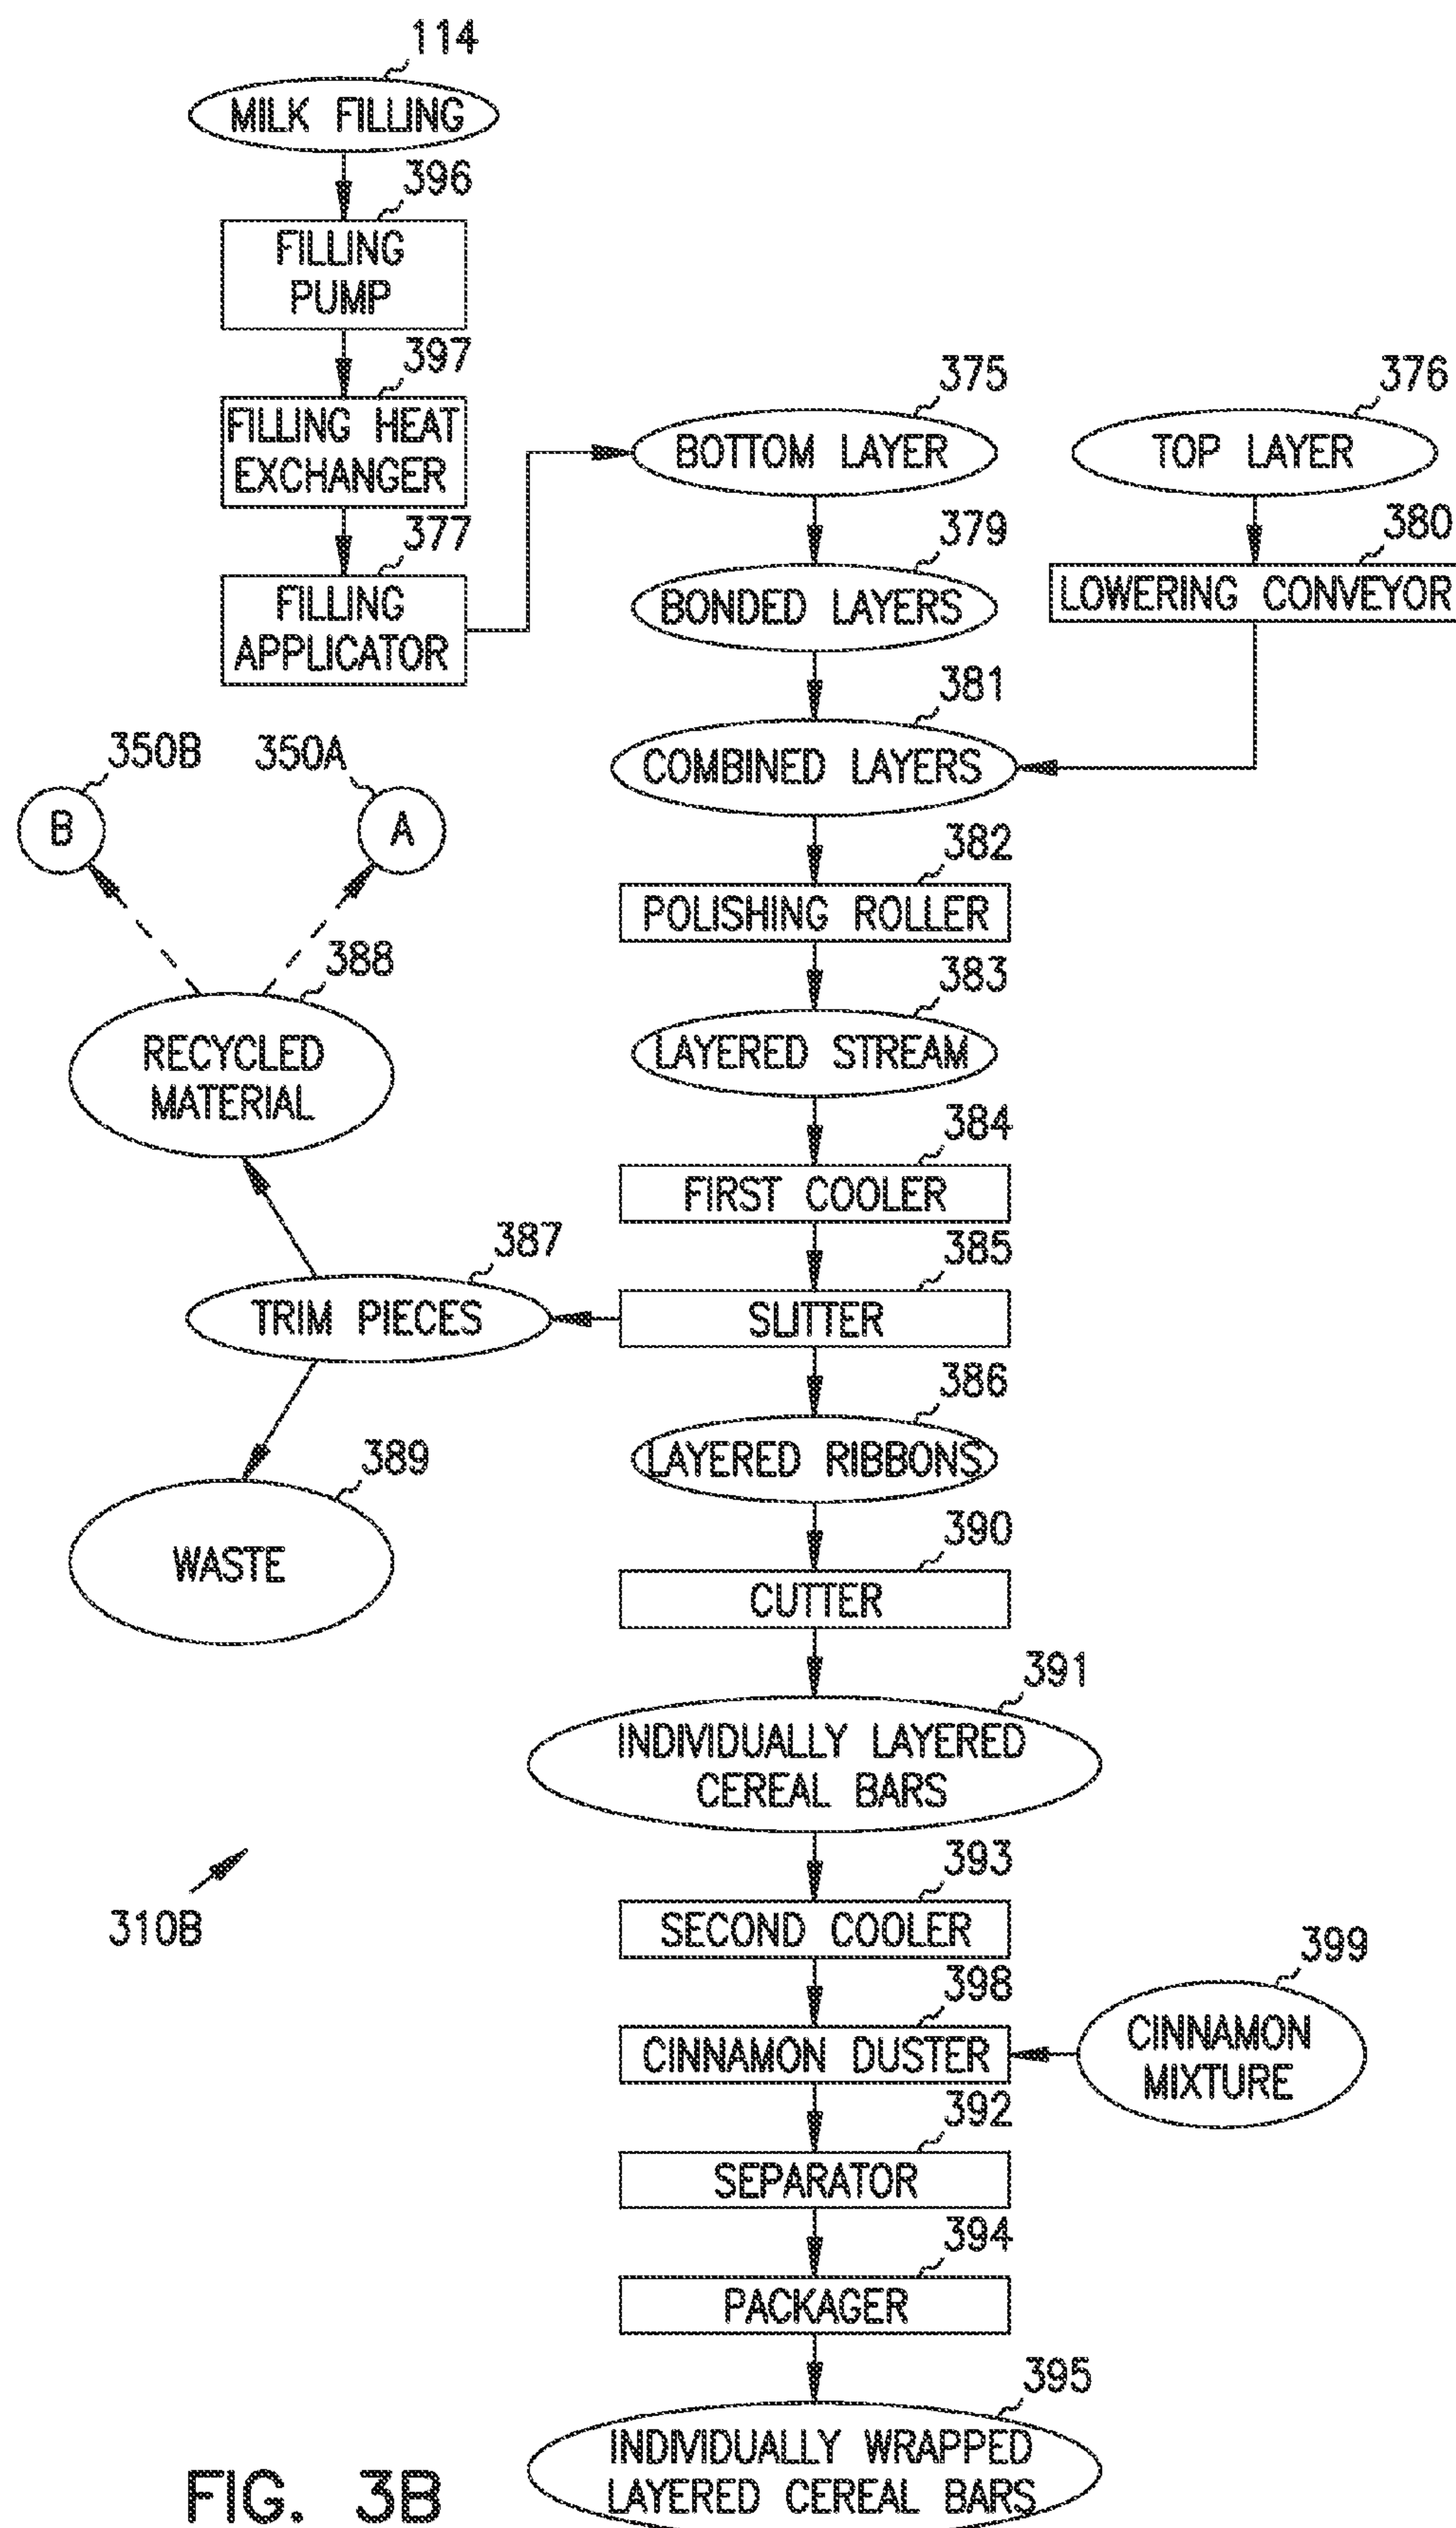 114
MILK FILLING
396
FILLING
PUMP
397
FILLING HEAT
EXCHANGER
377
FILLING
APPLICATOR
375
BOTTOM LAYER
376
TOP LAYER
379
BONDED LAYERS
380
LOWERING CONVEYOR
381
COMBINED LAYERS
350B
B
350A
A
382
POLISHING ROLLER
388
RECYCLED
MATERIAL
383
LAYERED STREAM
384
FIRST COOLER
385
SLITTER
387
TRIM PIECES
386
LAYERED RIBBONS
389
WASTE
390
CUTTER
391
INDIVIDUALLY LAYERED
CEREAL BARS
310B
393
SECOND COOLER
398
CINNAMON DUSTER
399
CINNAMON
MIXTURE
392
SEPARATOR
394
PACKAGER
395
INDIVIDUALLY WRAPPED
LAYERED CEREAL BARS
FIG. 3B